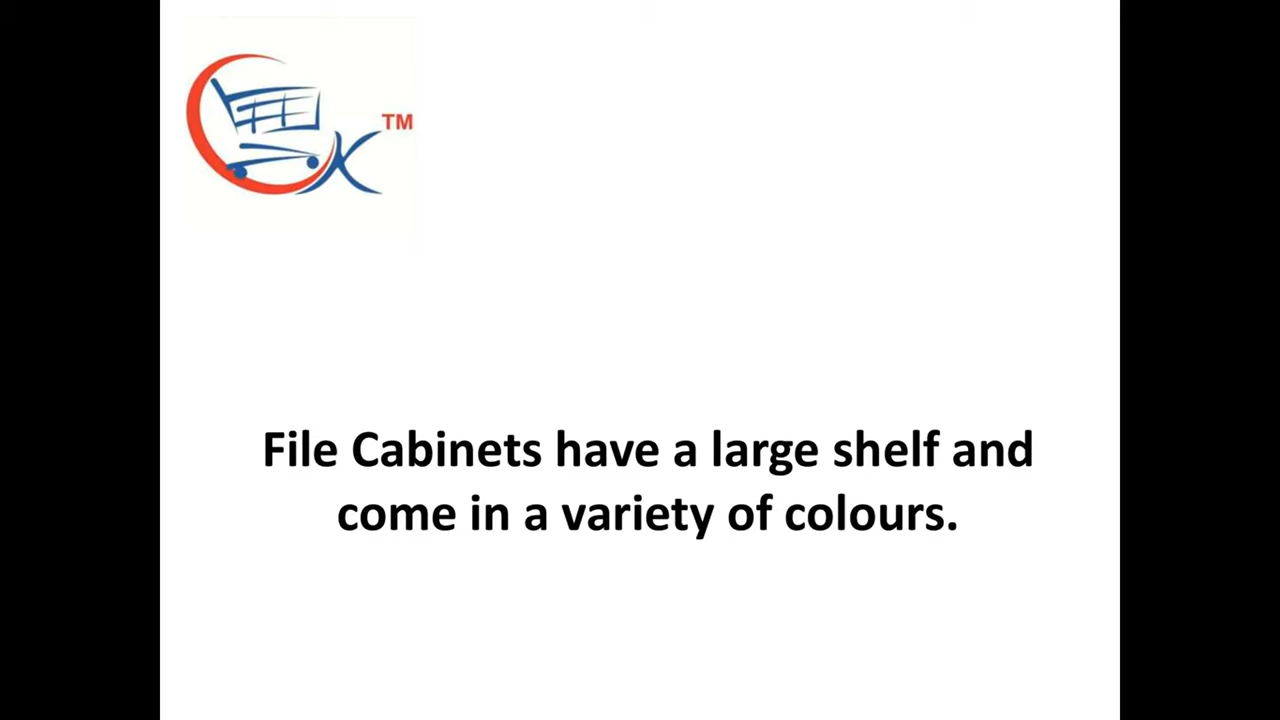 TM
File Cabinets have a large shelf and
come in a variety of colours.